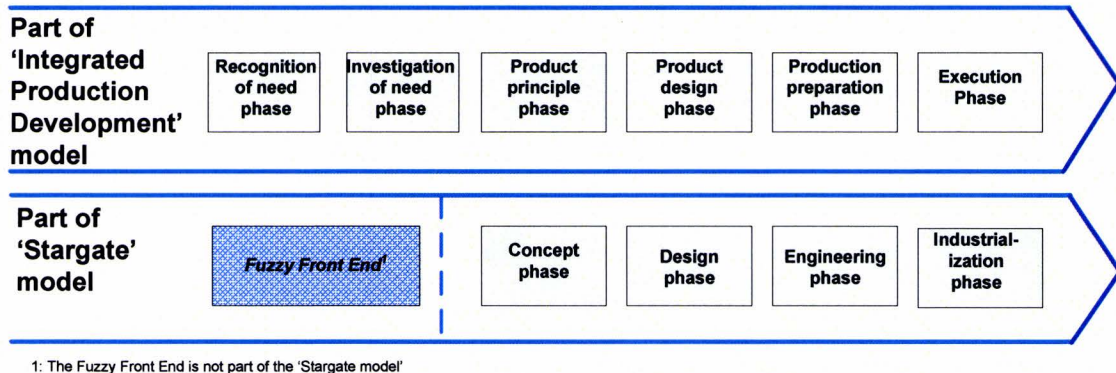 Part of
‘Integrated
Production
Development’
model
Recognition
of need
phase
Investigation
of need
phase
Product
principle
phase
Product
design
phase
Production
preparation
phase
Execution
Phase
Part of
‘Stargate’
model
Fuzzy Front End1
Concept
phase
Design
phase
Engineering
phase
Industrial-
ization
phase
1: The Fuzzy Front End is not part of the ‘Stargate model’